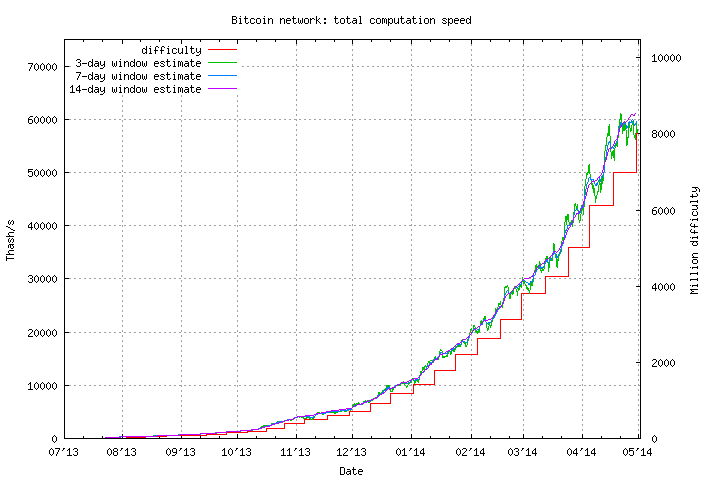 Bitcoin network: total computation speed
difficulty
3-day window estimate
7-day window estimate
14-day window estimate
70000
60000
50000
40000
30000
20000
10000
0
10000
8000
6000
4000
2000
0
Thash/s
Million difficulty
07/13 08/13 09/13 10/13 11/13 12/13 01/14 02/14 03/14 04/14 05/14
Date